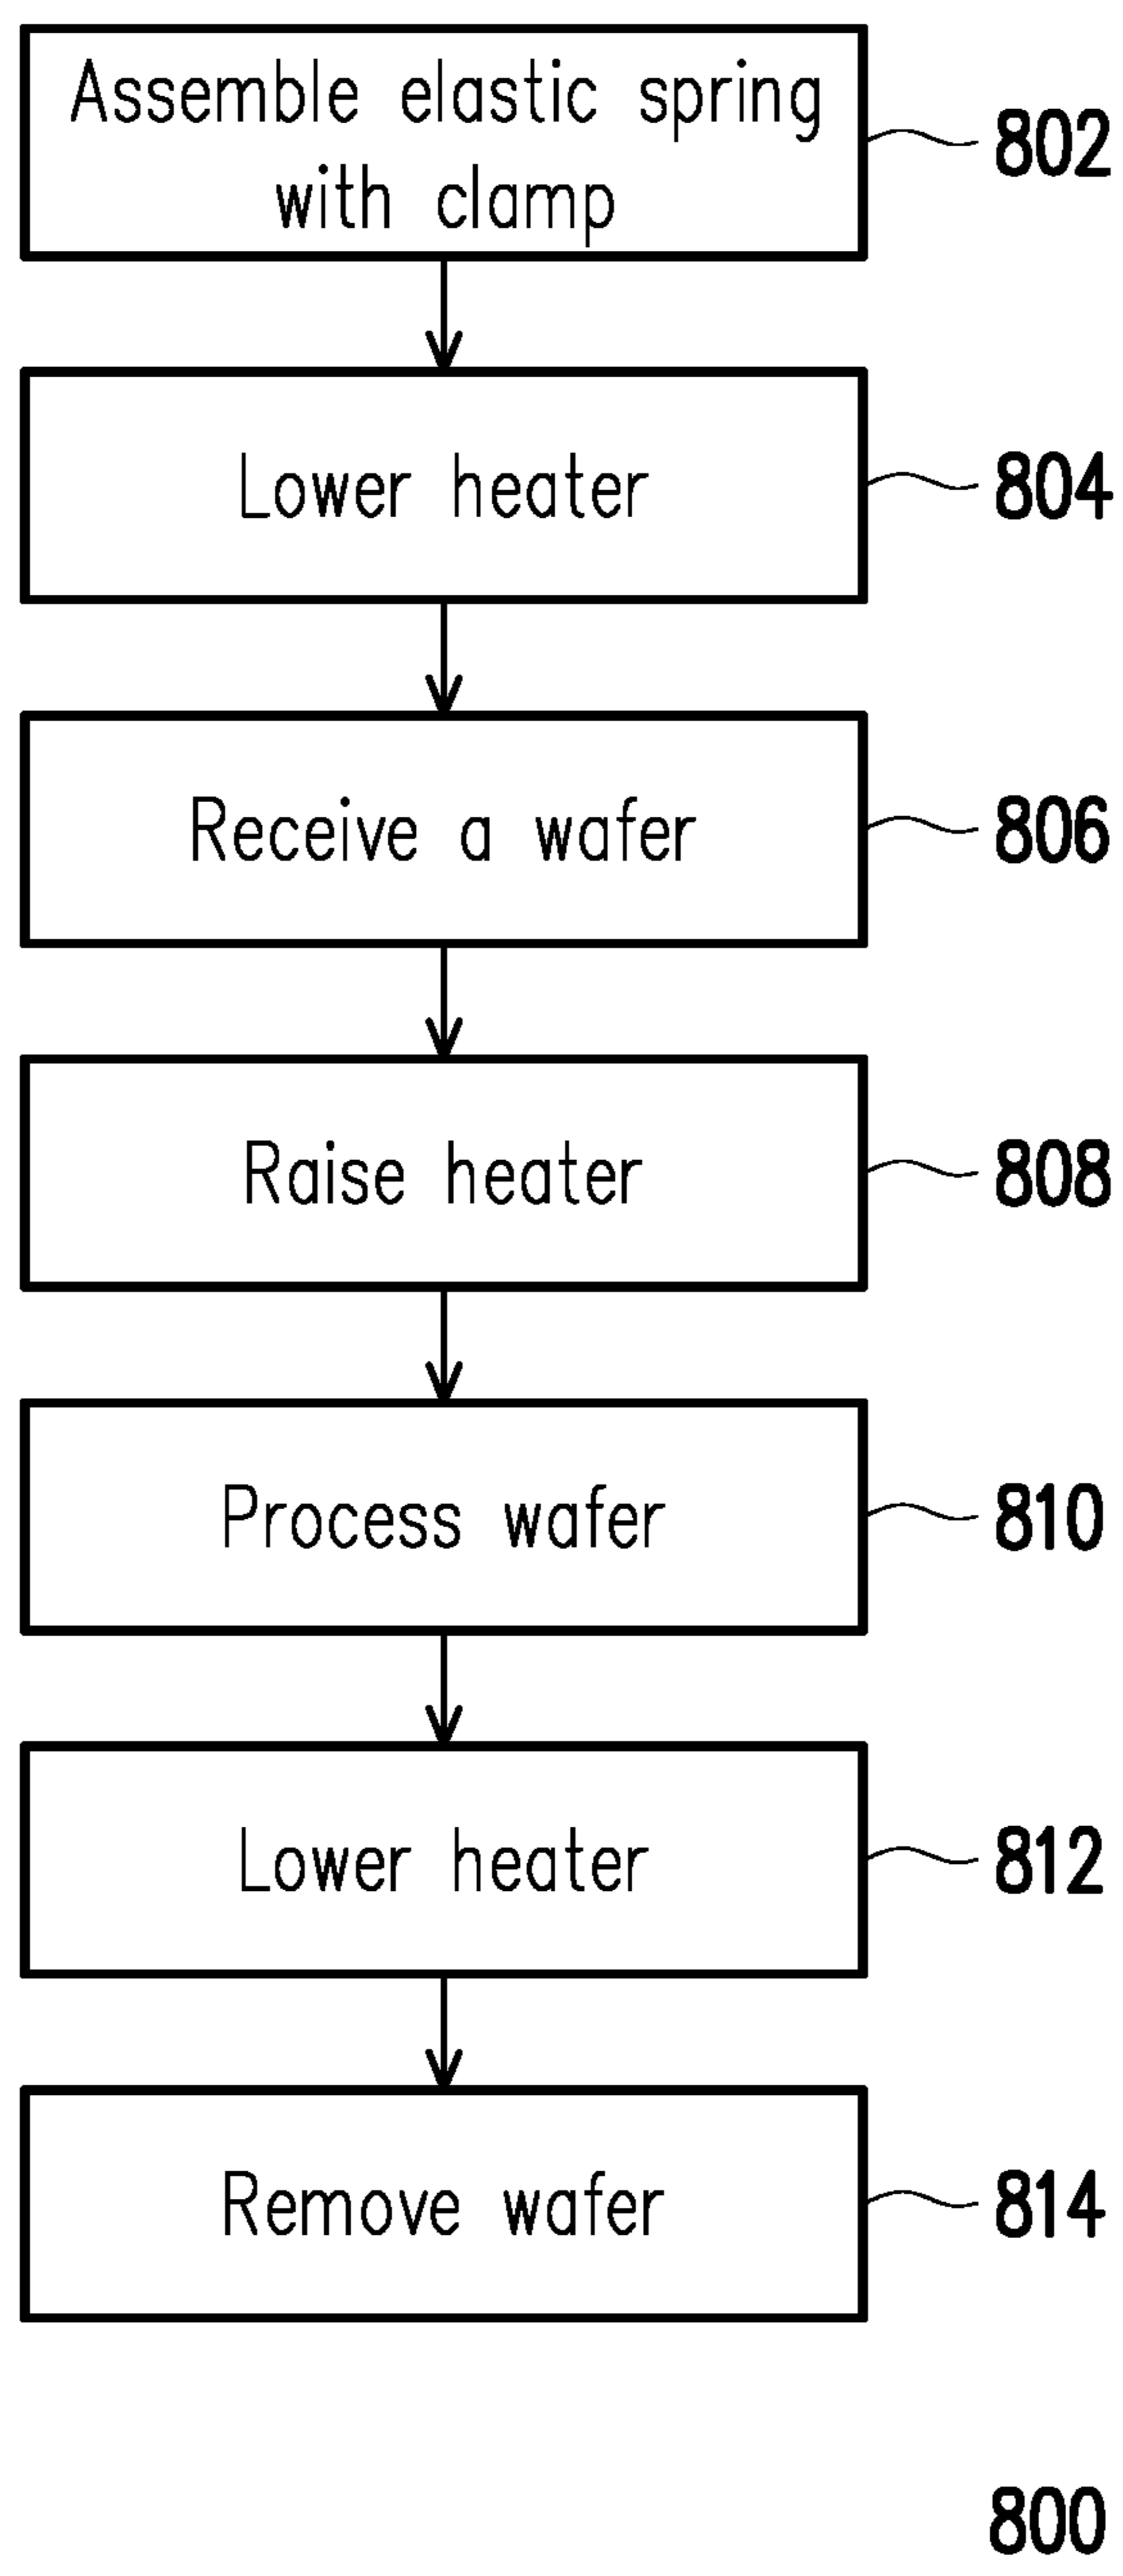 Assemble elastic spring
with clamp
802
Lower heater
804
Receive a wafer
806
Raise heater
808
Process wafer
810
Lower heater
812
Remove wafer
814
800